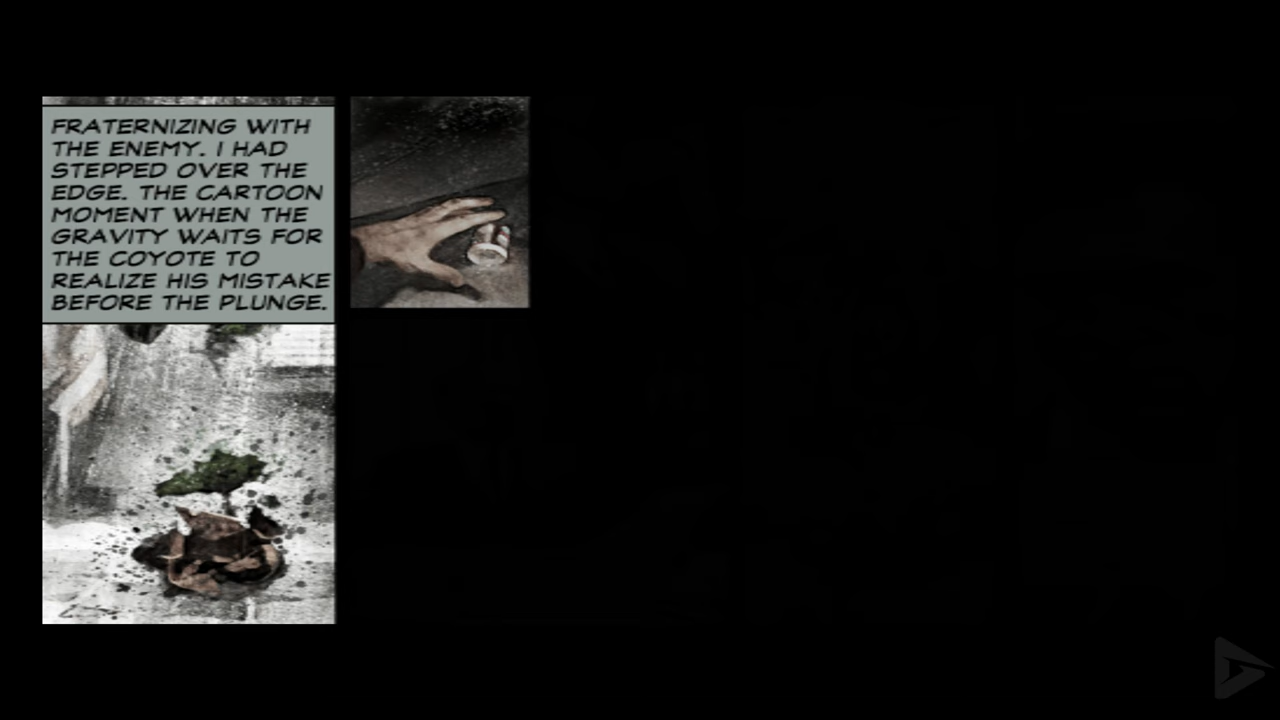 FRATERNIZING WITH
THE ENEMY. I HAD
STEPPED OVER THE
EDGE. THE CARTOON
MOMENT WHEN THE
GRAVITY WAITS FOR
THE COYOTE TO
REALIZE HIS MISTAKE
BEFORE THE PLUNGE.